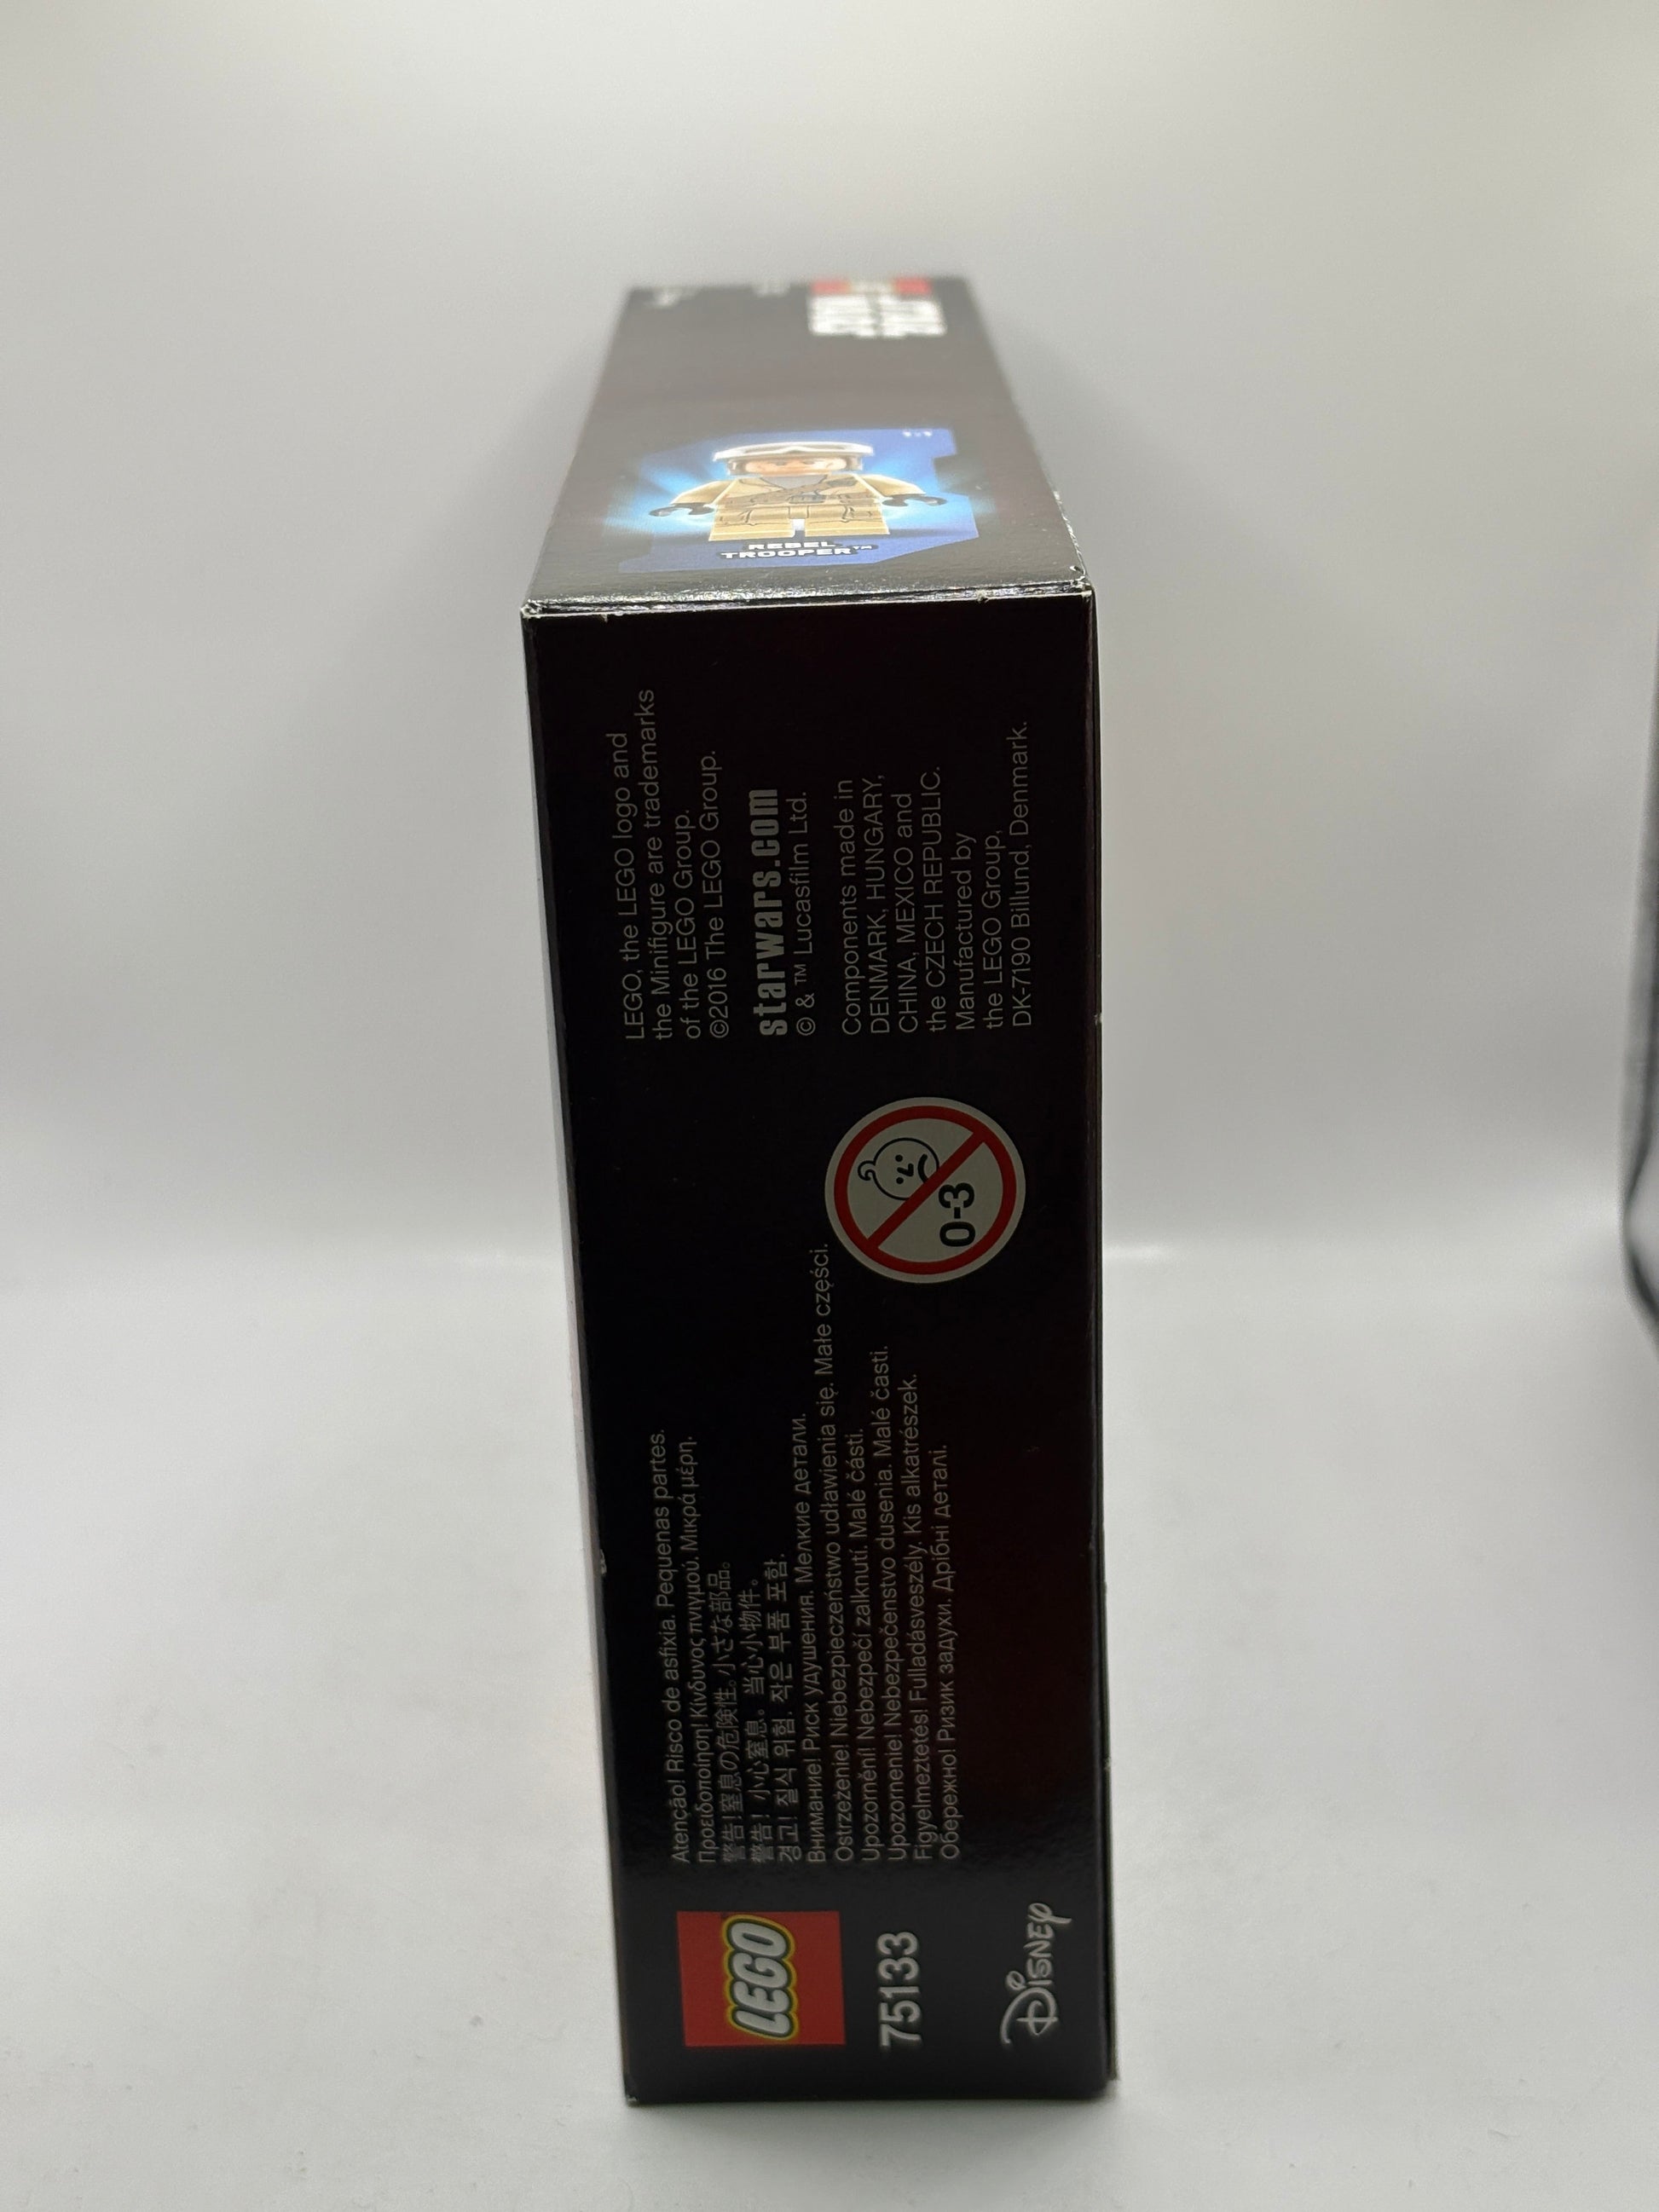 REBEL
TROOPER™
LEGO, the LEGO logo and
the Minifigure are trademarks
of the LEGO Group.
©2016 The LEGO Group.
starwars.com
© & ™ Lucasfilm Ltd.
Components made in
DENMARK, HUNGARY,
CHINA, MEXICO and
the CZECH REPUBLIC.
Manufactured by
the LEGO Group,
DK-7190 Billund, Denmark.
0-3
Atenção! Risco de asfixia. Pequenas partes.
Προειδοποίηση! Κίνδυνος πνιγμού. Μικρά μέρη.
警告！窒息の危険性。小さな部品。
警告！小心窒息。当心小物件。
경고! 질식 위험. 작은 부품 포함.
Внимание! Риск удушения. Мелкие детали.
Ostrzeżenie! Niebezpieczeństwo udławienia się. Małe części.
Upozornění! Nebezpečí zalknutí. Malé části.
Upozornenie! Nebezpečenstvo dusenia. Malé časti.
Figyelmeztetés! Fulladásveszély. Kis alkatrészek.
Обережно! Ризик задухи. Дрібні деталі.
LEGO
75133
Disney